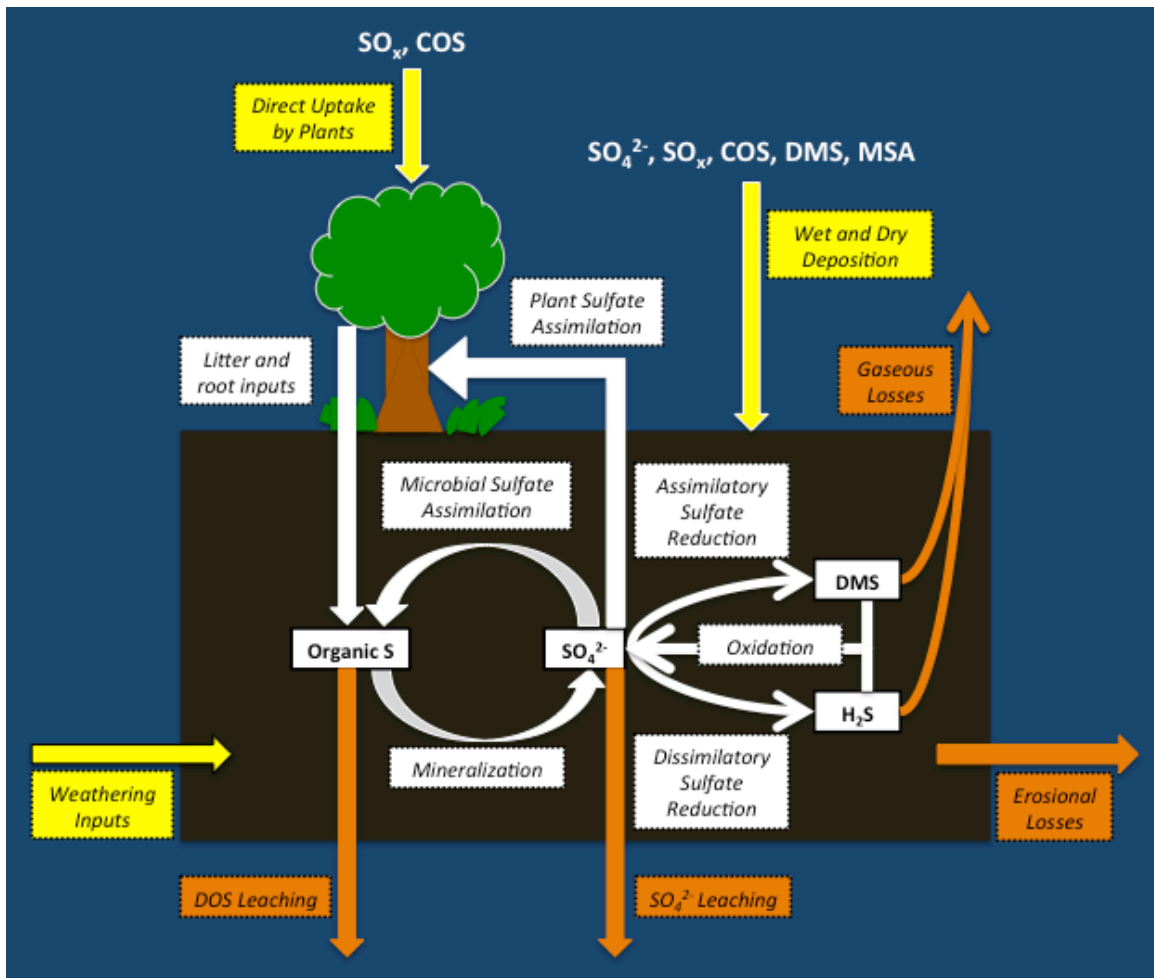 SOₓ, COS
Direct Uptake
by Plants
SO₄²⁻, SOₓ, COS, DMS, MSA
Wet and Dry
Deposition
Plant Sulfate
Assimilation
Litter and
root inputs
Gaseous
Losses
Microbial Sulfate
Assimilation
Assimilatory
Sulfate
Reduction
DMS
Organic S
SO₄²⁻
Oxidation
H₂S
Mineralization
Dissimilatory
Sulfate
Reduction
Weathering
Inputs
Erosional
Losses
DOS Leaching
SO₄²⁻ Leaching